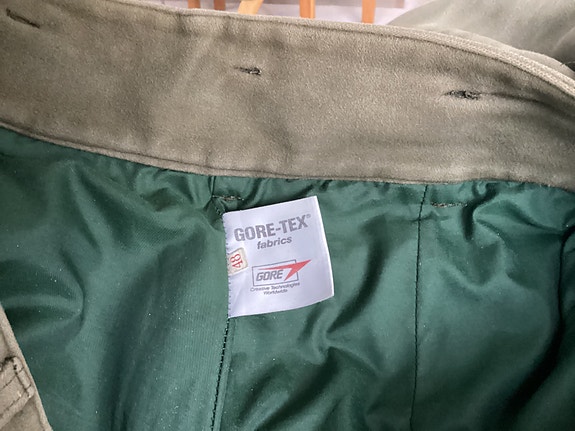 GORE-TEX®
fabrics
48
GORE
Creative Technologies
Worldwide